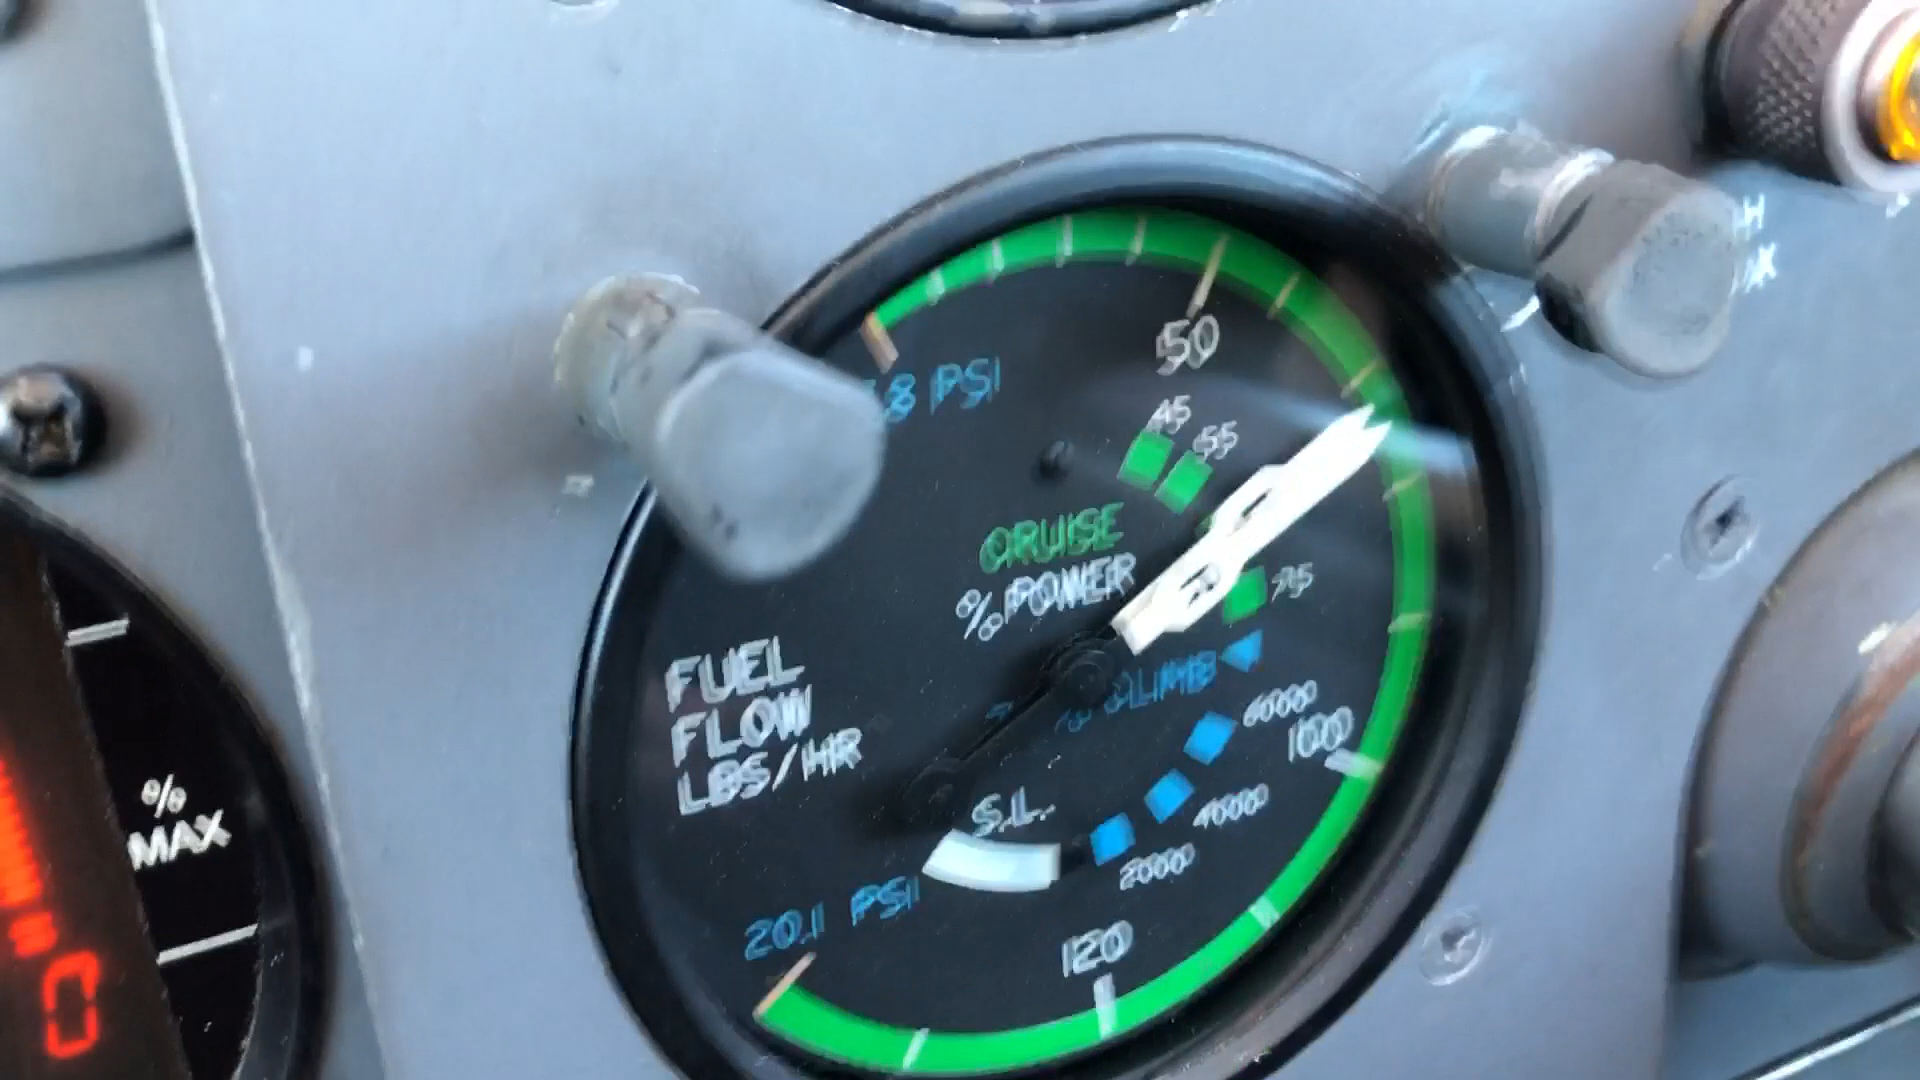 50
8 PSI
45
55
CRUISE
% POWER
75
CLIMB
FUEL
FLOW
LBS/HR
6000
100
4000
S.L.
2000
20.1 PSI
120
%
MAX